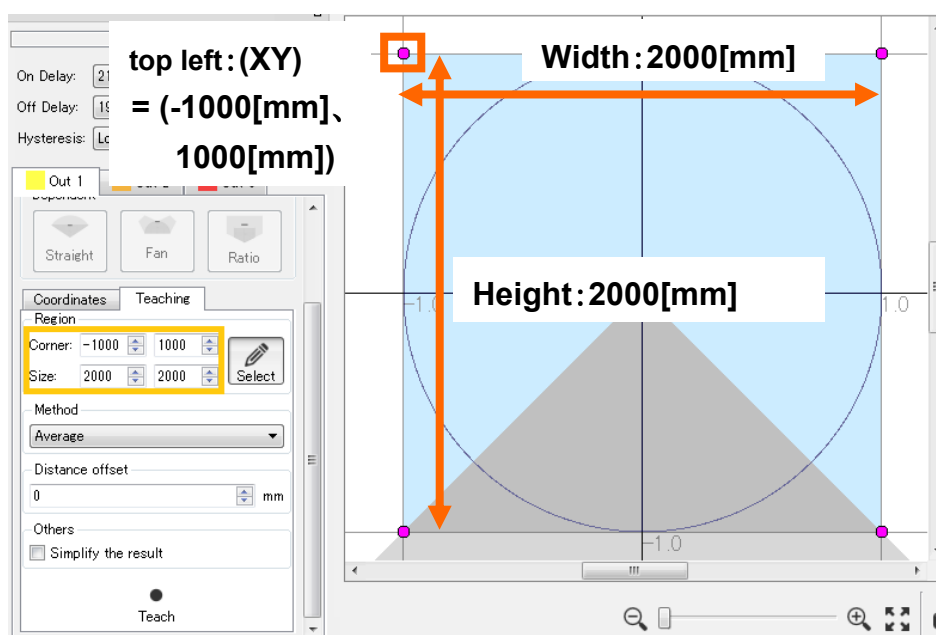 top left：(XY)
= (-1000[mm]、
1000[mm])
Width：2000[mm]
Height：2000[mm]
On Delay:
Off Delay:
Hysteresis:
Out 1
Straight
Fan
Ratio
Coordinates
Teaching
Region
Corner: -1000 1000
Size: 2000 2000
Select
Method
Average
Distance offset
0 mm
Others
Simplify the result
Teach
1.0
-1.0